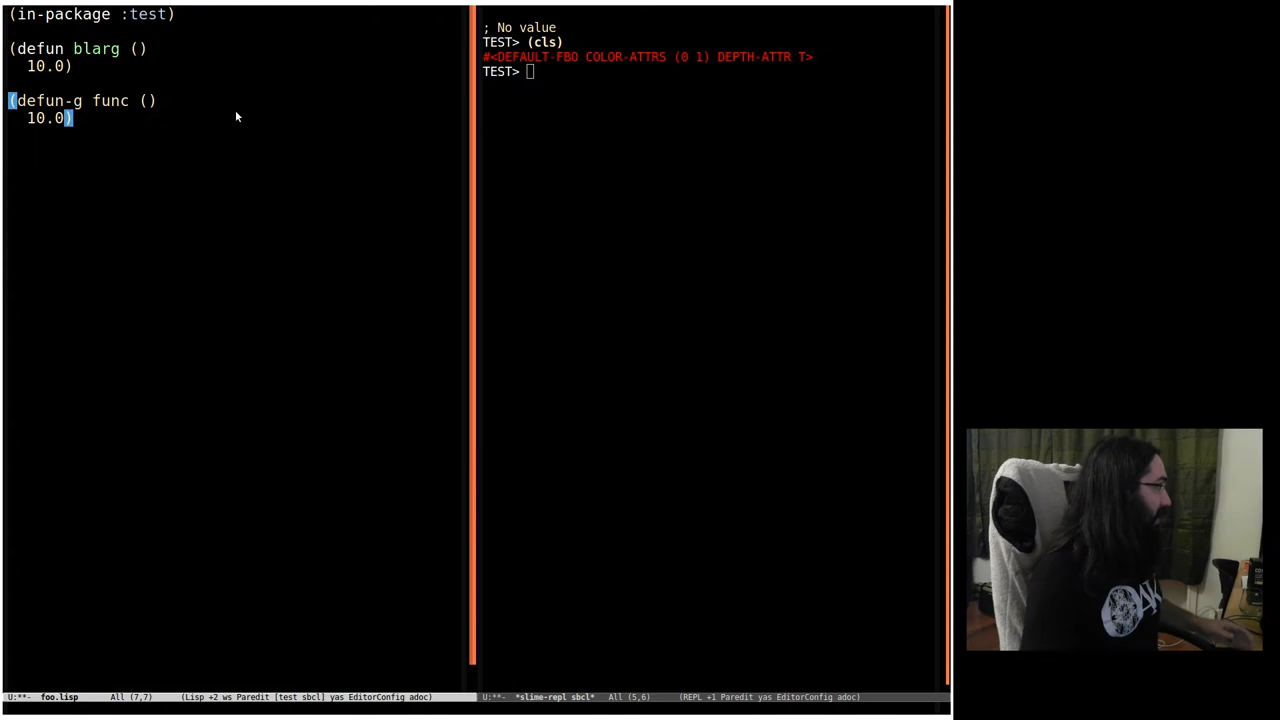 (in-package :test)
(defun blarg ()
10.0)
(defun-g func ()
10.0)
; No value
TEST> (cls)
#<DEFAULT-FBO COLOR-ATTRS (0 1) DEPTH-ATTR T>
TEST>
U:**- foo.lisp All (7,7) (Lisp +2 ws Paredit [test sbcl] yas EditorConfig adoc)
U:**- *slime-repl sbcl* All (5,6) (REPL +1 Paredit yas EditorConfig adoc)